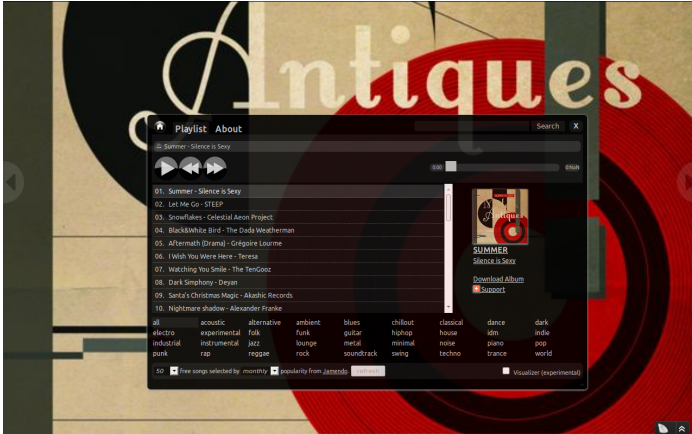 Antiques
Playlist About Search X
Summer - Silence is Sexy
0:00 0:NaN
01. Summer - Silence is Sexy
02. Let Me Go - STEEP
03. Snowflakes - Celestial Aeon Project
04. Black&White Bird - The Dada Weatherman
05. Aftermath (Drama) - Grégoire Lourme
06. I Wish You Were Here - Teresa
07. Watching You Smile - The TenGooz
08. Dark Simphony - Deyan
09. Santa's Christmas Magic - Akashic Records
10. Nightmare shadow - Alexander Franke
Antiques
SUMMER
Silence is Sexy
Download Album
Support
all acoustic alternative ambient blues chillout classical dance dark
electro experimental folk funk guitar hiphop house idm indie
industrial instrumental jazz lounge metal minimal noise piano pop
punk rap reggae rock soundtrack swing techno trance world
50 free songs selected by monthly popularity from Jamendo. refresh Visualizer (experimental)